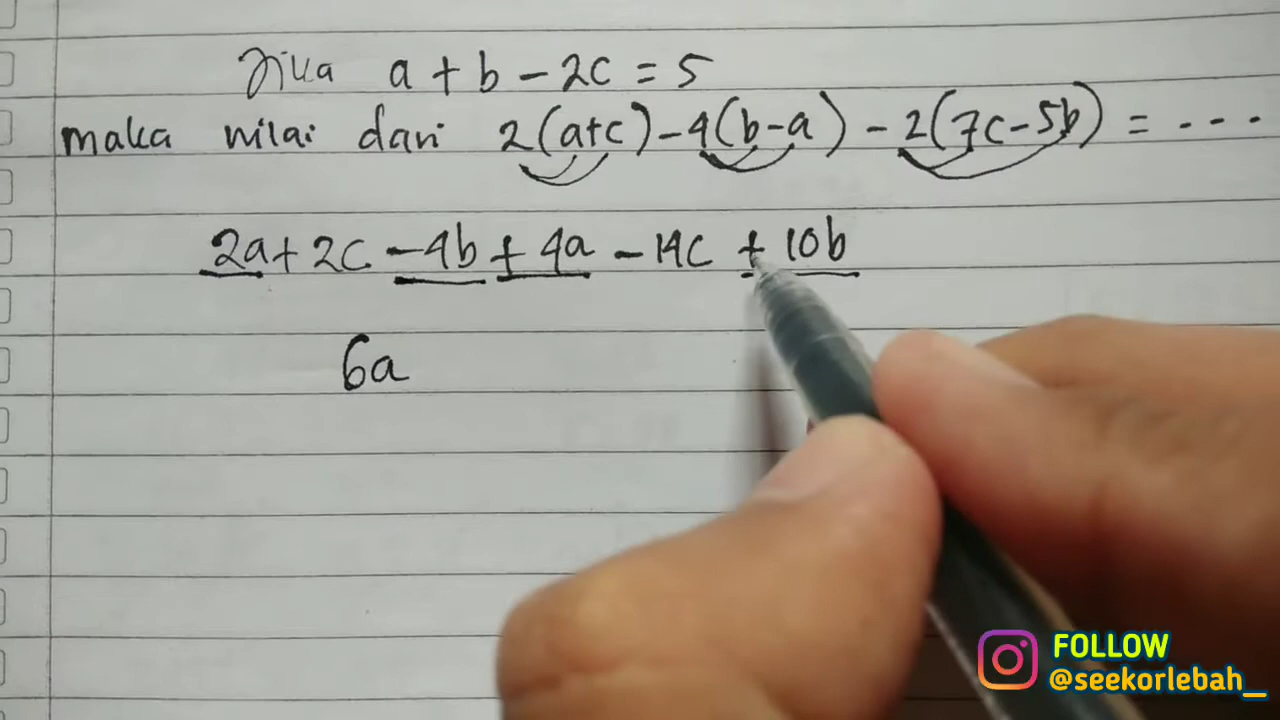 Jika a + b - 2c = 5
maka nilai dari 2(a+c) - 4(b-a) - 2(7c-5b) = ...
2a + 2c - 4b + 4a - 14c + 10b
6a
FOLLOW
@seekorlebah_